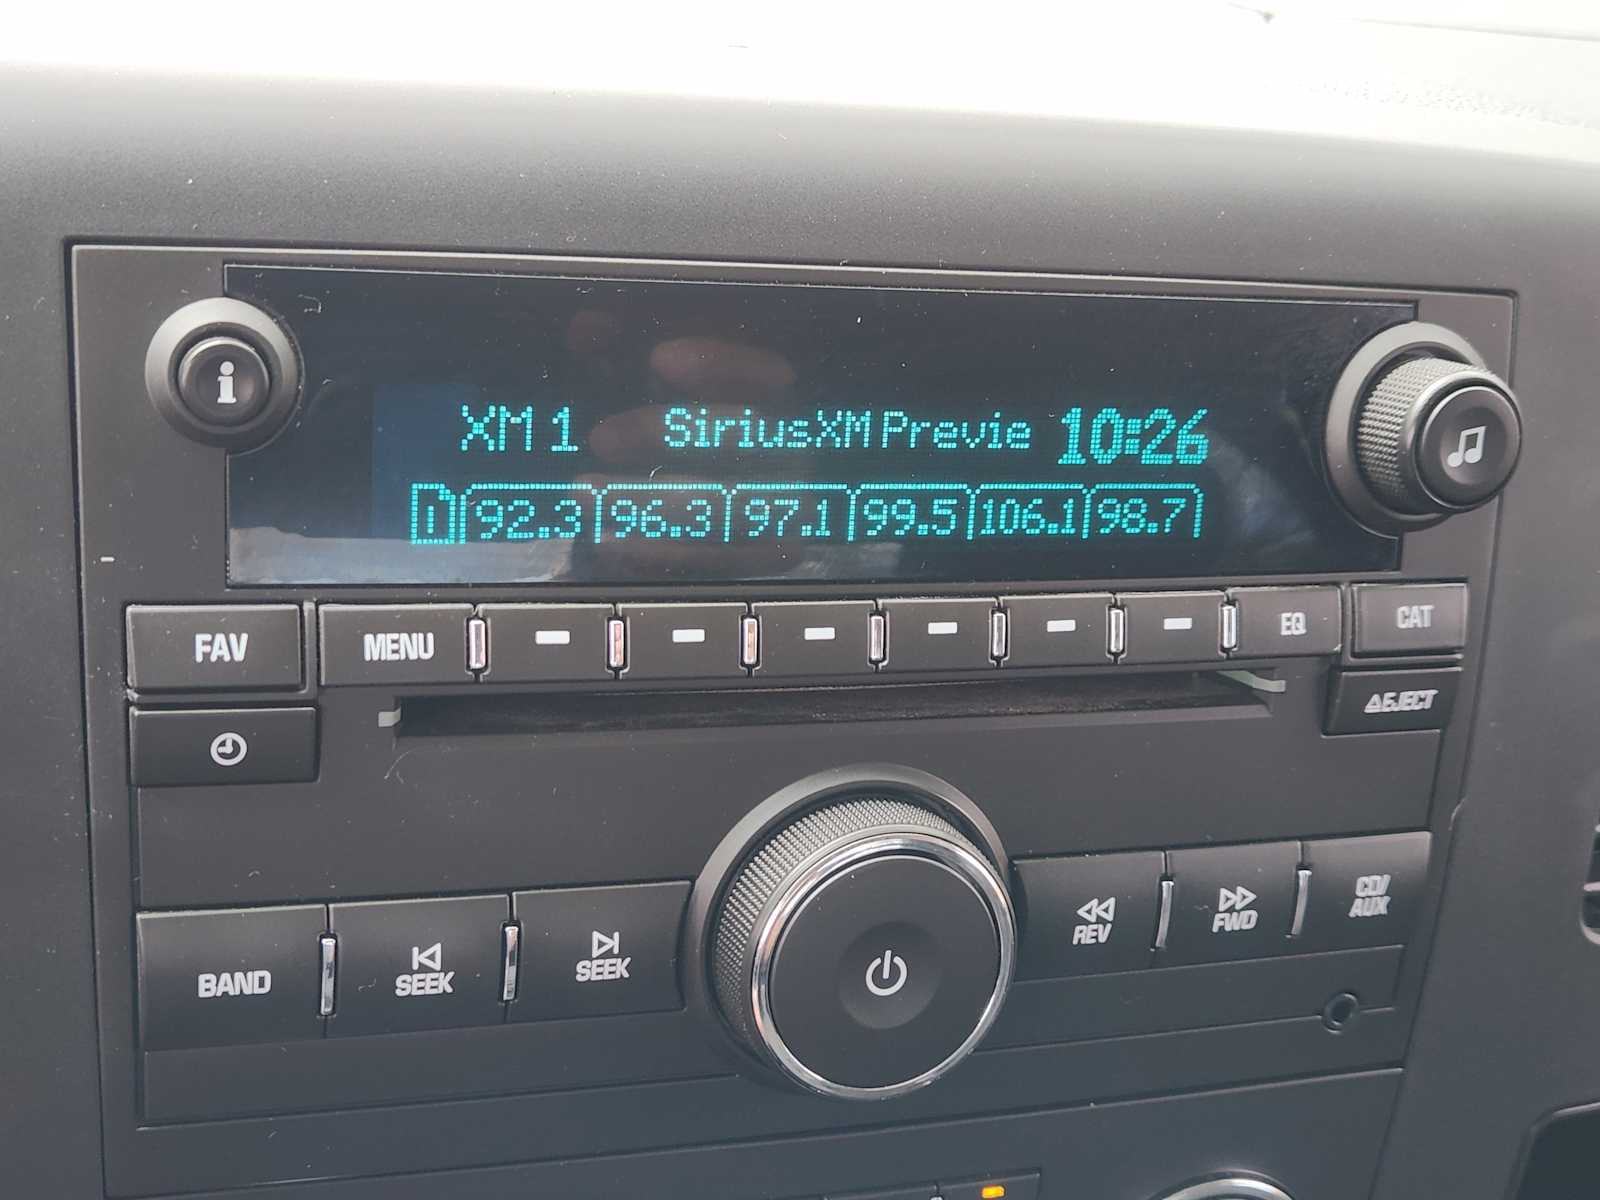 i
XM 1 SiriusXM Previe 10:26
1 92.3 96.3 97.1 99.5 106.1 98.7
FAV MENU EQ CAT
EJECT
BAND SEEK SEEK REV FWD CD/
AUX